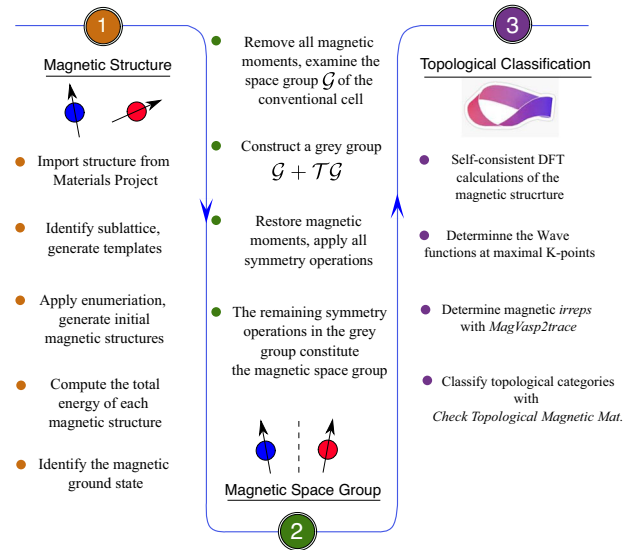 1
Magnetic Structure
Import structure from
Materials Project
Identify sublattice,
generate templates
Apply enumeriation,
generate initial
magnetic structures
Compute the total
energy of each
magnetic structure
Identify the magnetic
ground state
Remove all magnetic
moments, examine the
space group 𝒢 of the
conventional cell
Construct a grey group
𝒢 + 𝒯𝒢
Restore magnetic
moments, apply all
symmetry operations
The remaining symmetry
operations in the grey
group constitute
the magnetic space group
Magnetic Space Group
2
3
Topological Classification
Self-consistent DFT
calculations of the
magnetic strucrture
Determinne the Wave
functions at maximal K-points
Determine magnetic irreps
with MagVasp2trace
Classify topological categories
with
Check Topological Magnetic Mat.